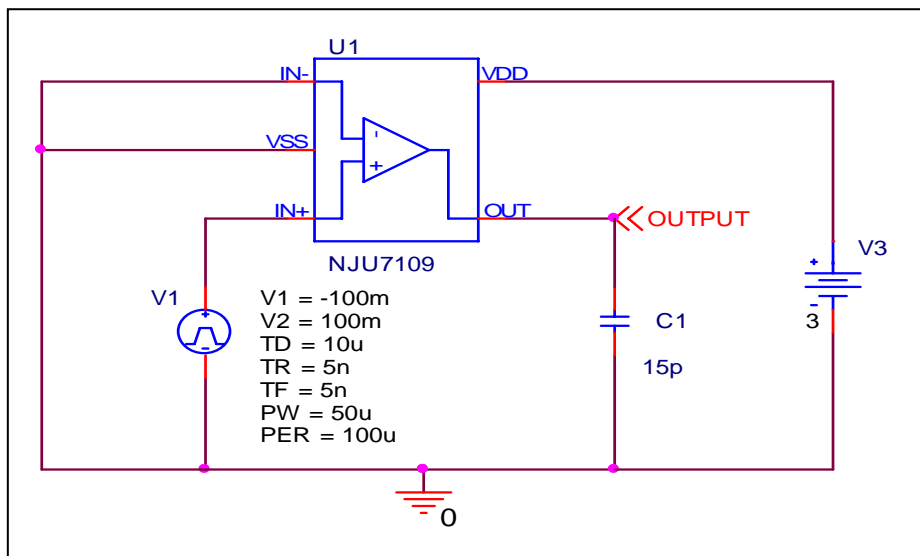 U1
IN-
VDD
VSS
-
+
IN+
OUT
OUTPUT
NJU7109
V1
+
-
V1 = -100m
V2 = 100m
TD = 10u
TR = 5n
TF = 5n
PW = 50u
PER = 100u
C1
15p
V3
+
-
3
0